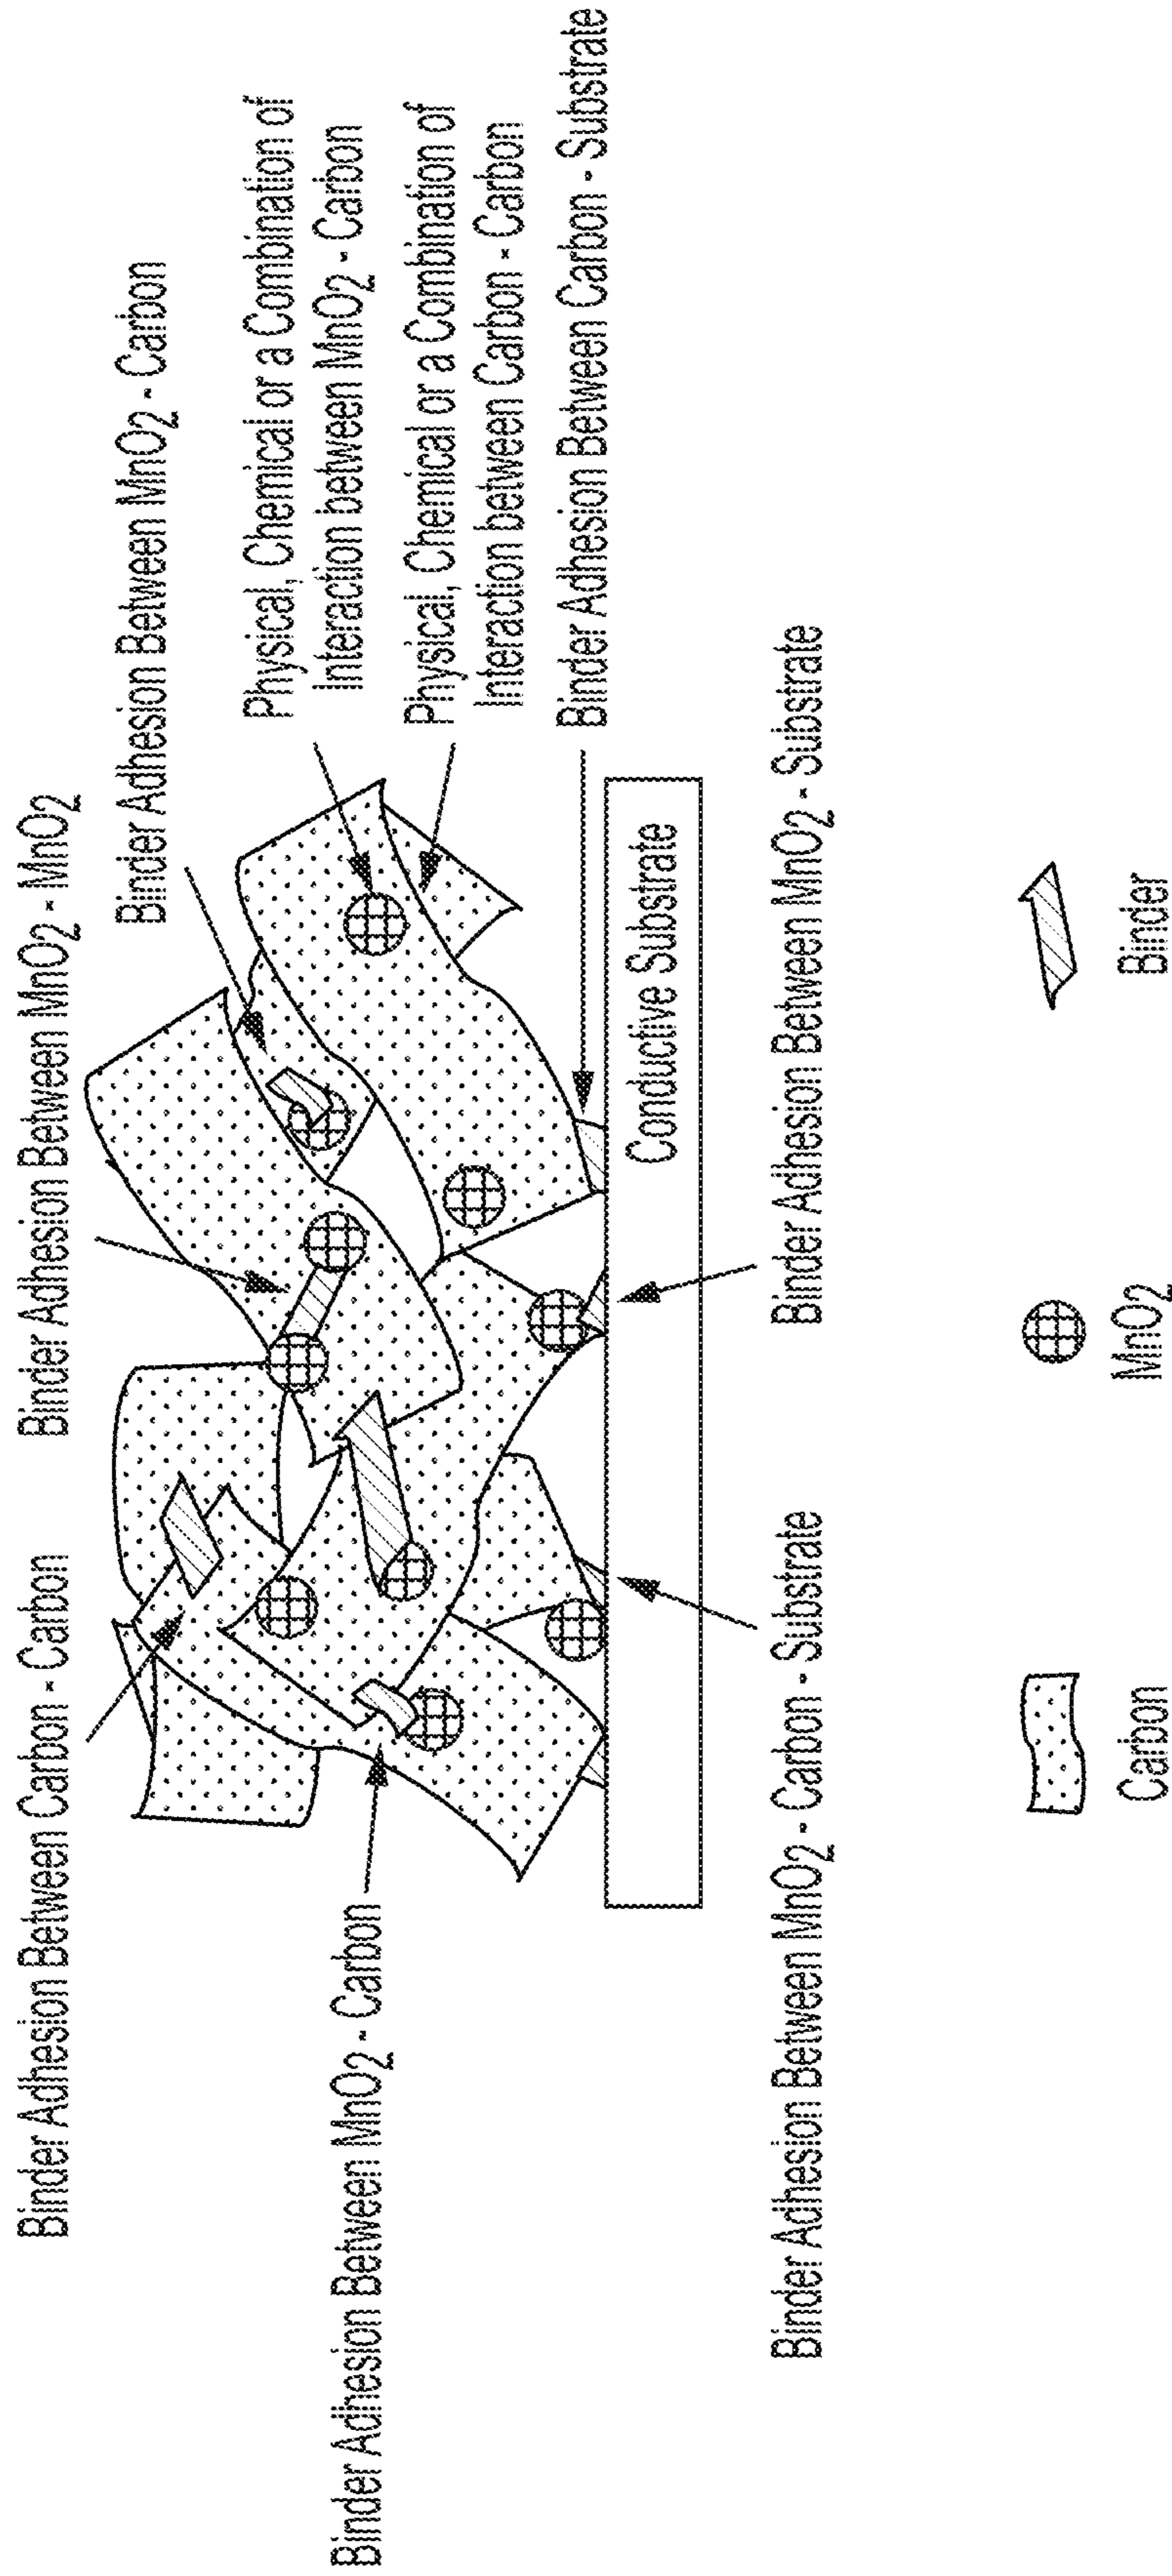 Binder Adhesion Between Carbon - Carbon
Binder Adhesion Between MnO2 - MnO2
Binder Adhesion Between MnO2 - Carbon
Physical, Chemical or a Combination of
Interaction between MnO2 - Carbon
Physical, Chemical or a Combination of
Interaction between Carbon - Carbon
Binder Adhesion Between Carbon - Substrate
Binder Adhesion Between MnO2 - Carbon
Conductive Substrate
Binder Adhesion Between MnO2 - Carbon - Substrate
Binder Adhesion Between MnO2 - Substrate
Carbon
MnO2
Binder